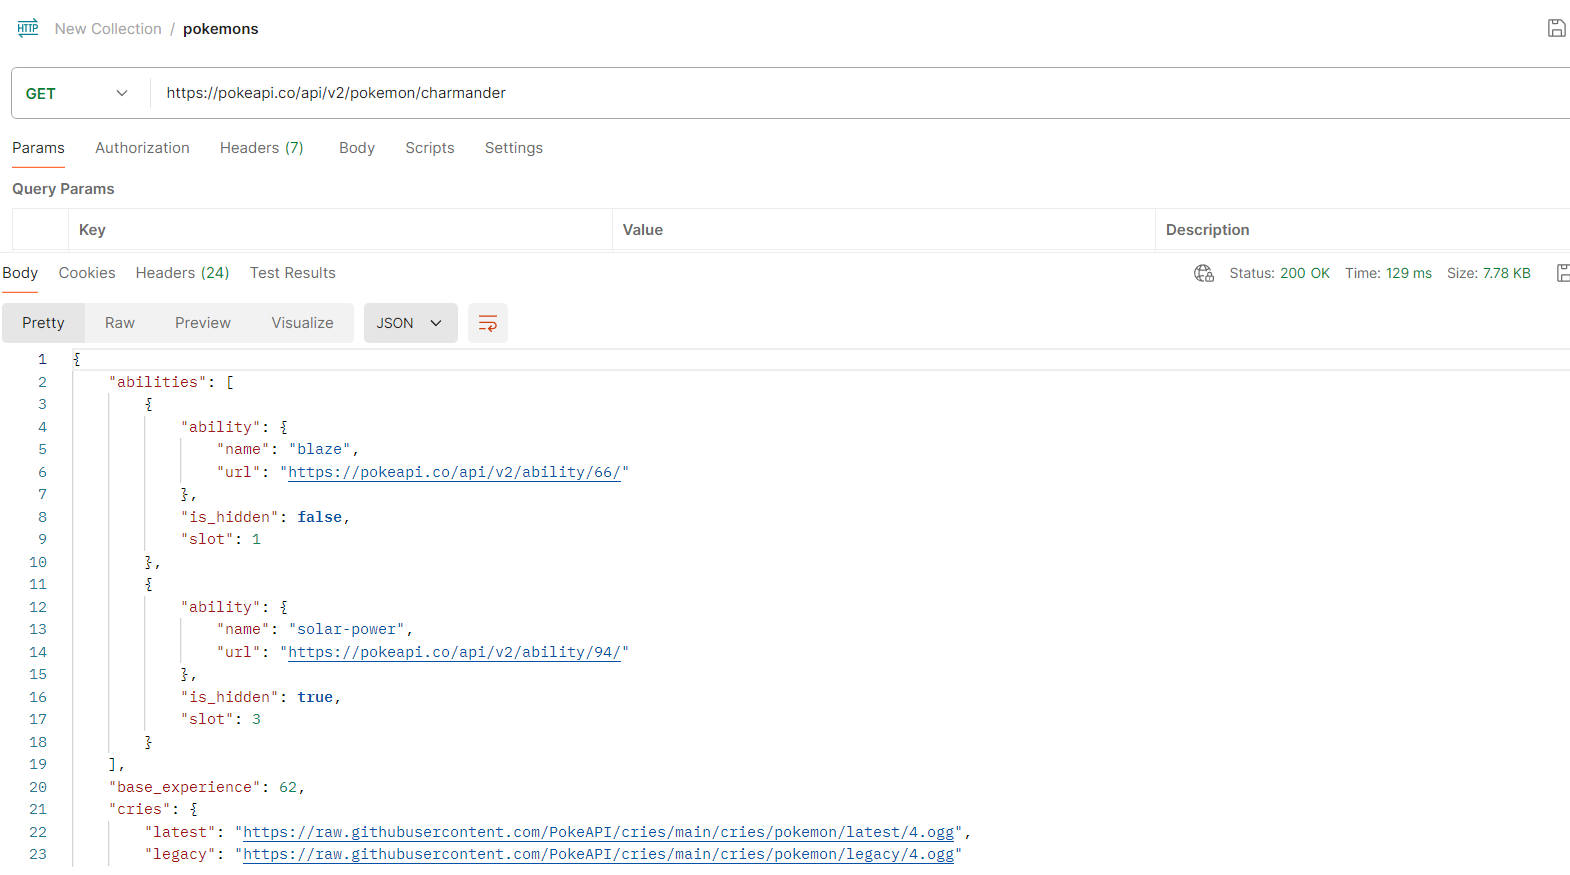 HTTP New Collection / pokemons
GET https://pokeapi.co/api/v2/pokemon/charmander
Params Authorization Headers (7) Body Scripts Settings
Query Params
Key Value Description
Body Cookies Headers (24) Test Results Status: 200 OK Time: 129 ms Size: 7.78 KB
Pretty Raw Preview Visualize JSON
1 {
2 "abilities": [
3 {
4 "ability": {
5 "name": "blaze",
6 "url": "https://pokeapi.co/api/v2/ability/66/"
7 },
8 "is_hidden": false,
9 "slot": 1
10 },
11 {
12 "ability": {
13 "name": "solar-power",
14 "url": "https://pokeapi.co/api/v2/ability/94/"
15 },
16 "is_hidden": true,
17 "slot": 3
18 }
19 ],
20 "base_experience": 62,
21 "cries": {
22 "latest": "https://raw.githubusercontent.com/PokeAPI/cries/main/cries/pokemon/latest/4.ogg",
23 "legacy": "https://raw.githubusercontent.com/PokeAPI/cries/main/cries/pokemon/legacy/4.ogg"